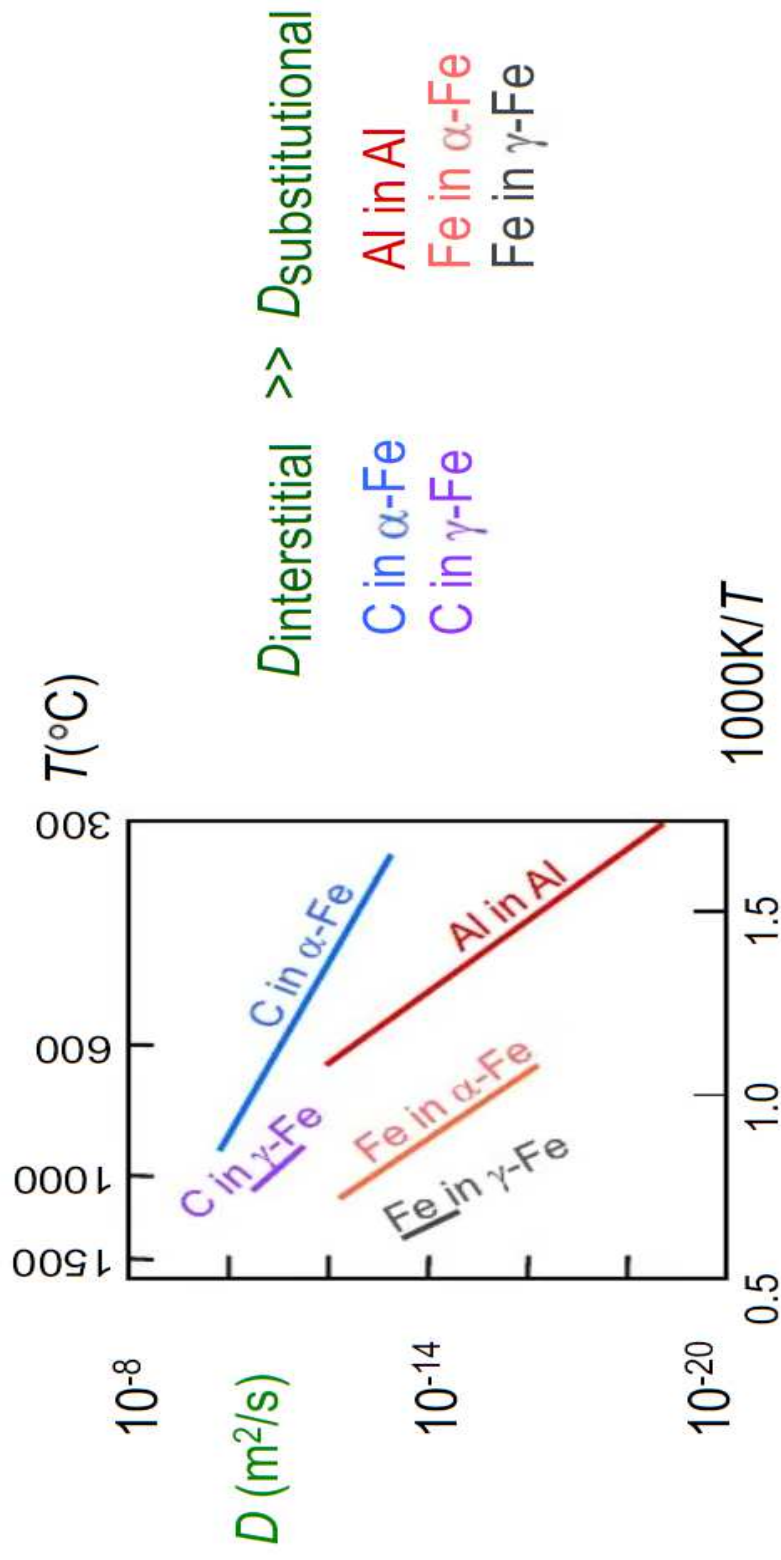 T(°C)
1500
1000
600
300
10-8
D (m2/s)
10-14
10-20
C in α-Fe
C in γ-Fe
Al in Al
Fe in α-Fe
Fe in γ-Fe
0.5
1.0
1.5
1000K/T
Dinterstitial >> Dsubstitutional
C in α-Fe
C in γ-Fe
Al in Al
Fe in α-Fe
Fe in γ-Fe